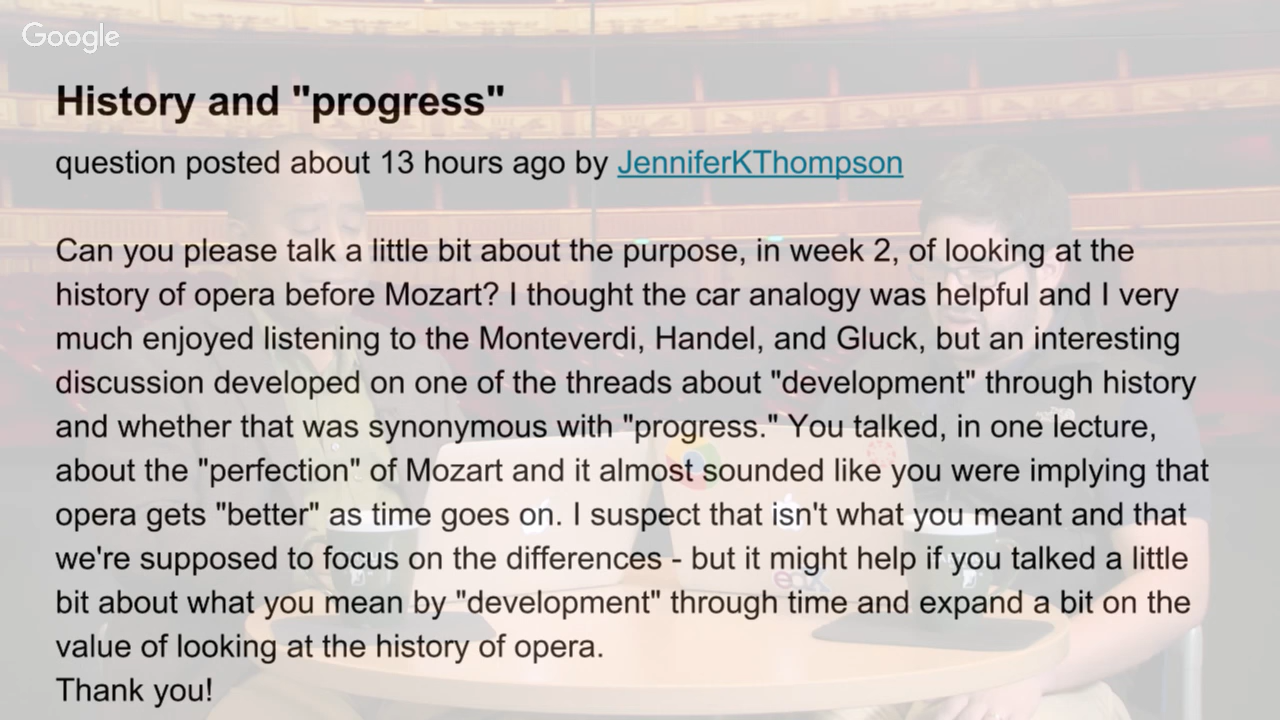 Google
History and "progress"
question posted about 13 hours ago by JenniferKThompson
Can you please talk a little bit about the purpose, in week 2, of looking at the
history of opera before Mozart? I thought the car analogy was helpful and I very
much enjoyed listening to the Monteverdi, Handel, and Gluck, but an interesting
discussion developed on one of the threads about "development" through history
and whether that was synonymous with "progress." You talked, in one lecture,
about the "perfection" of Mozart and it almost sounded like you were implying that
opera gets "better" as time goes on. I suspect that isn't what you meant and that
we're supposed to focus on the differences - but it might help if you talked a little
bit about what you mean by "development" through time and expand a bit on the
value of looking at the history of opera.
Thank you!
edX